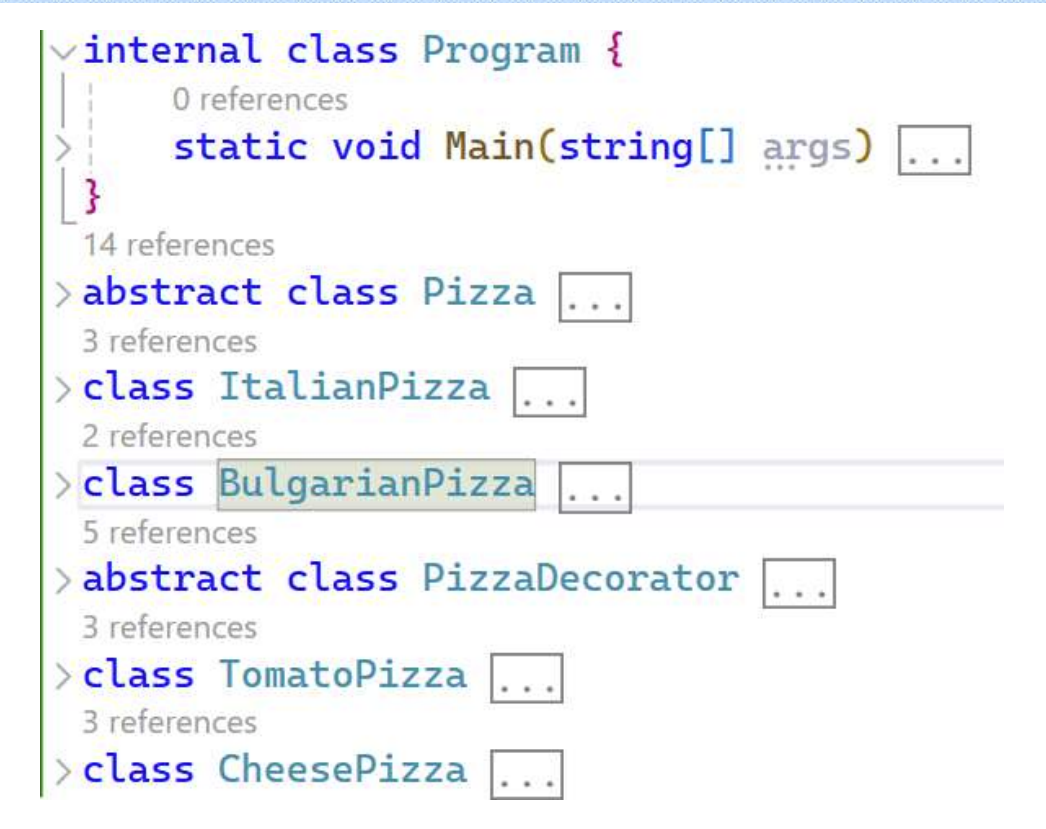 internal class Program {
0 references
static void Main(string[] args) ...
}
14 references
abstract class Pizza ...
3 references
class ItalianPizza ...
2 references
class BulgarianPizza ...
5 references
abstract class PizzaDecorator ...
3 references
class TomatoPizza ...
3 references
class CheesePizza ...